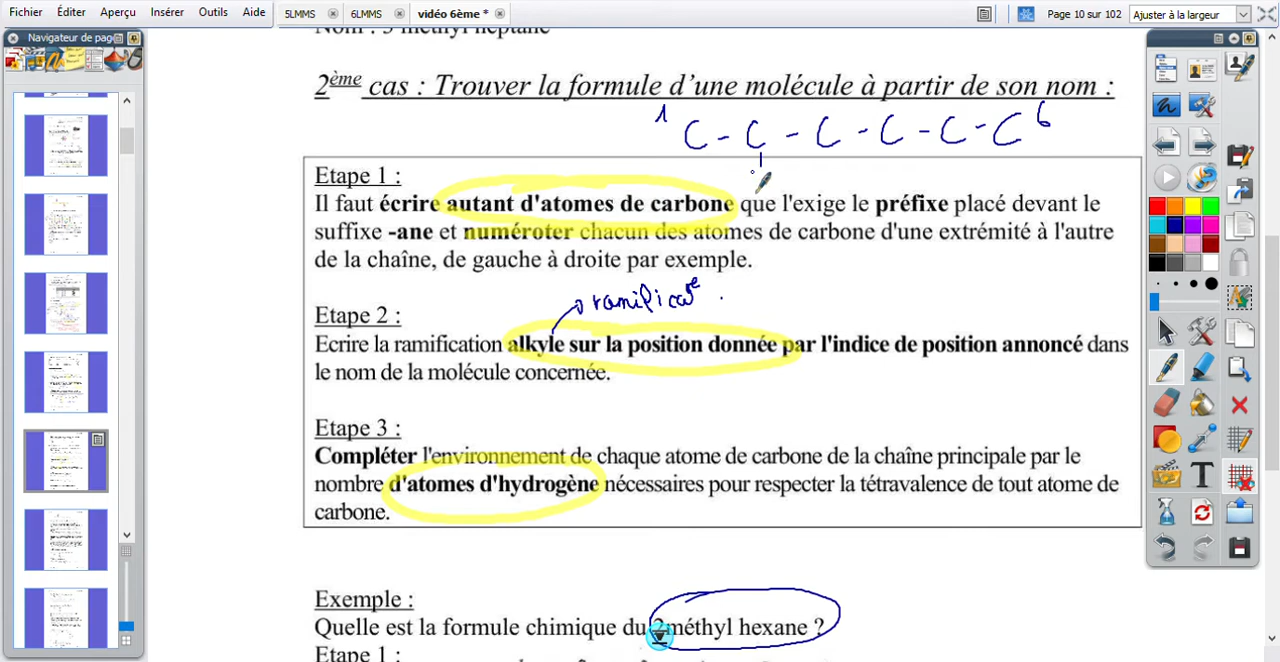 Fichier Édition Aperçu Insérer Outils Aide
5LMMS 6LMMS vidéo 6ème *
Page 10 sur 102 Ajuster à la largeur
Navigateur de pag
Nom : 3 méthyl heptane
2ème cas : Trouver la formule d'une molécule à partir de son nom :
1 C - C - C - C - C - C 6
Etape 1 :
Il faut écrire autant d'atomes de carbone que l'exige le préfixe placé devant le
suffixe -ane et numéroter chacun des atomes de carbone d'une extrémité à l'autre
de la chaîne, de gauche à droite par exemple.
Etape 2 :
Ecrire la ramification alkyle sur la position donnée par l'indice de position annoncé dans
le nom de la molécule concernée.
Etape 3 :
Compléter l'environnement de chaque atome de carbone de la chaîne principale par le
nombre d'atomes d'hydrogène nécessaires pour respecter la tétravalence de tout atome de
carbone.
Exemple :
Quelle est la formule chimique du 2méthyl hexane ?
Etape 1 :